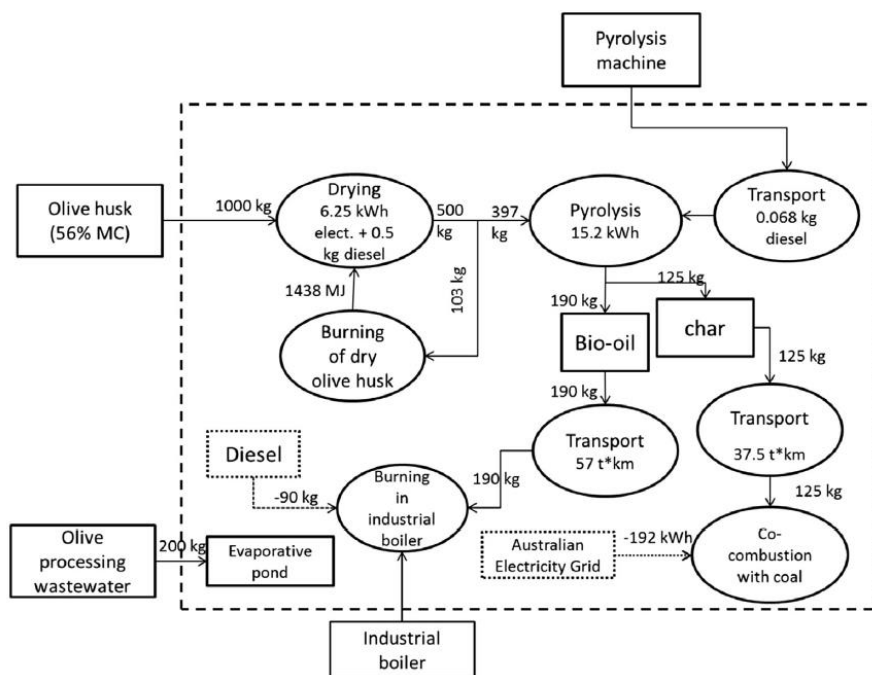 Pyrolysis
machine
Olive husk
(56% MC)
1000 kg
Drying
6.25 kWh
elect. + 0.5
kg diesel
500
kg
397
kg
Pyrolysis
15.2 kWh
Transport
0.068 kg
diesel
1438 MJ
103 kg
Burning
of dry
olive husk
190 kg
125 kg
Bio-oil
char
190 kg
125 kg
Transport
57 t*km
Transport
37.5 t*km
Diesel
-90 kg
Burning
in
industrial
boiler
190 kg
125 kg
Olive
processing
wastewater
200 kg
Evaporative
pond
Australian
Electricity Grid
-192 kWh
Co-
combustion
with coal
Industrial
boiler